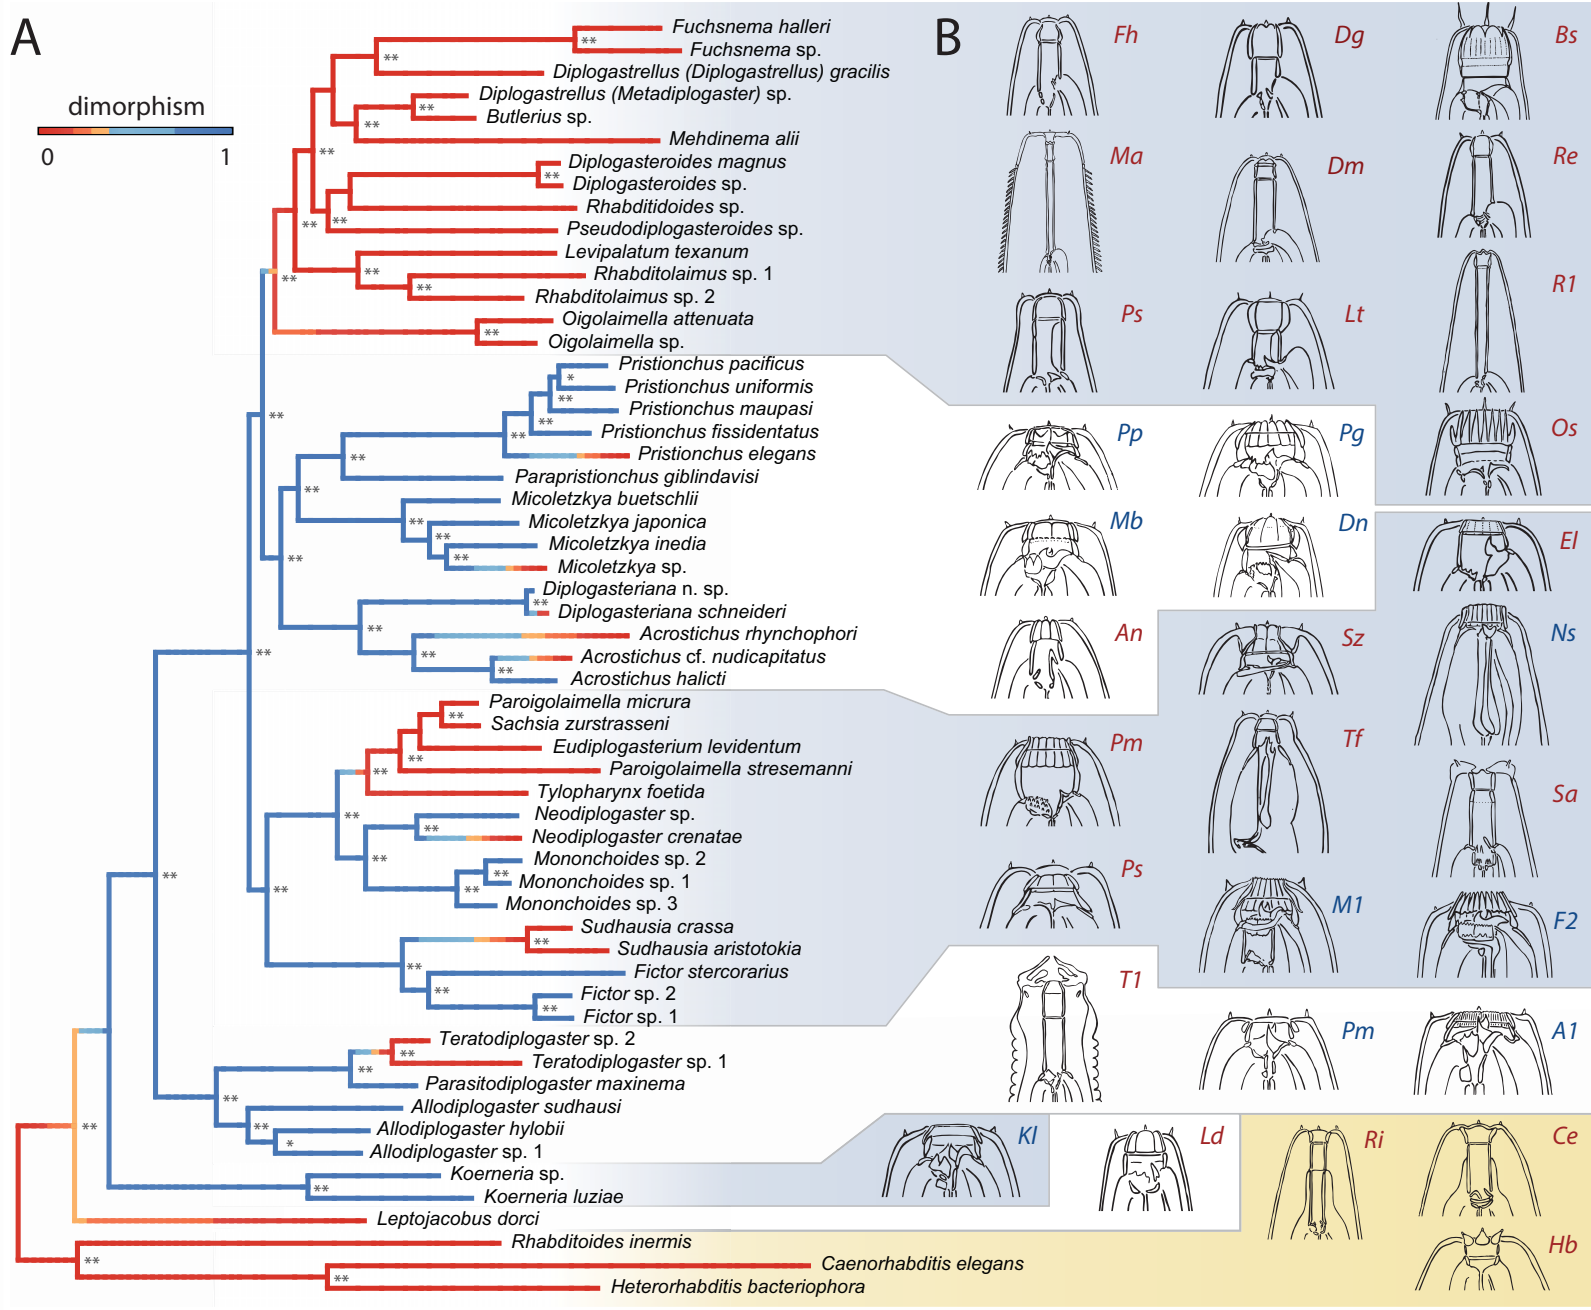 A
dimorphism
0 1
Fuchsnema halleri
**
Fuchsnema sp.
**
Diplogastrellus (Diplogastrellus) gracilis
Diplogastrellus (Metadiplogaster) sp.
**
Butlerius sp.
**
Mehdinema alii
**
Diplogasteroides magnus
**
Diplogasteroides sp.
Rhabditidoides sp.
** **
Pseudodiplogasteroides sp.
Levipalatum texanum
**
Rhabditolaimus sp. 1
**
**
Rhabditolaimus sp. 2
Oigolaimella attenuata
**
Oigolaimella sp.
Pristionchus pacificus
*
Pristionchus uniformis
**
Pristionchus maupasi
**
**
Pristionchus fissidentatus
**
Pristionchus elegans
**
Parapristionchus giblindavisi
**
Micoletzkya buetschlii
**
Micoletzkya japonica
**
Micoletzkya inedia
**
**
Micoletzkya sp.
Diplogasteriana n. sp.
**
Diplogasteriana schneideri
**
Acrostichus rhynchophori
**
**
Acrostichus cf. nudicapitatus
**
Acrostichus halicti
Paroigolaimella micrura
**
Sachsia zurstrasseni
Eudiplogasterium levidentum
**
**
Paroigolaimella stresemanni
Tylopharynx foetida
**
Neodiplogaster sp.
**
Neodiplogaster crenatae
**
Mononchoides sp. 2
**
**
Mononchoides sp. 1
**
**
Mononchoides sp. 3
Sudhausia crassa
**
Sudhausia aristotokia
**
Fictor stercorarius
**
Fictor sp. 2
**
Fictor sp. 1
Teratodiplogaster sp. 2
**
Teratodiplogaster sp. 1
**
Parasitodiplogaster maxinema
**
Allodiplogaster sudhausi
**
**
Allodiplogaster hylobii
*
Allodiplogaster sp. 1
Koerneria sp.
**
Koerneria luziae
Leptojacobus dorci
Rhabditoides inermis
**
Caenorhabditis elegans
**
Heterorhabditis bacteriophora
B
Fh Dg Bs
Ma Dm Re
Ps Lt R1
Pp Pg Os
Mb Dn El
An Sz Ns
Pm Tf Sa
Ps M1 F2
T1 Pm A1
Kl Ld Ri Ce
Hb